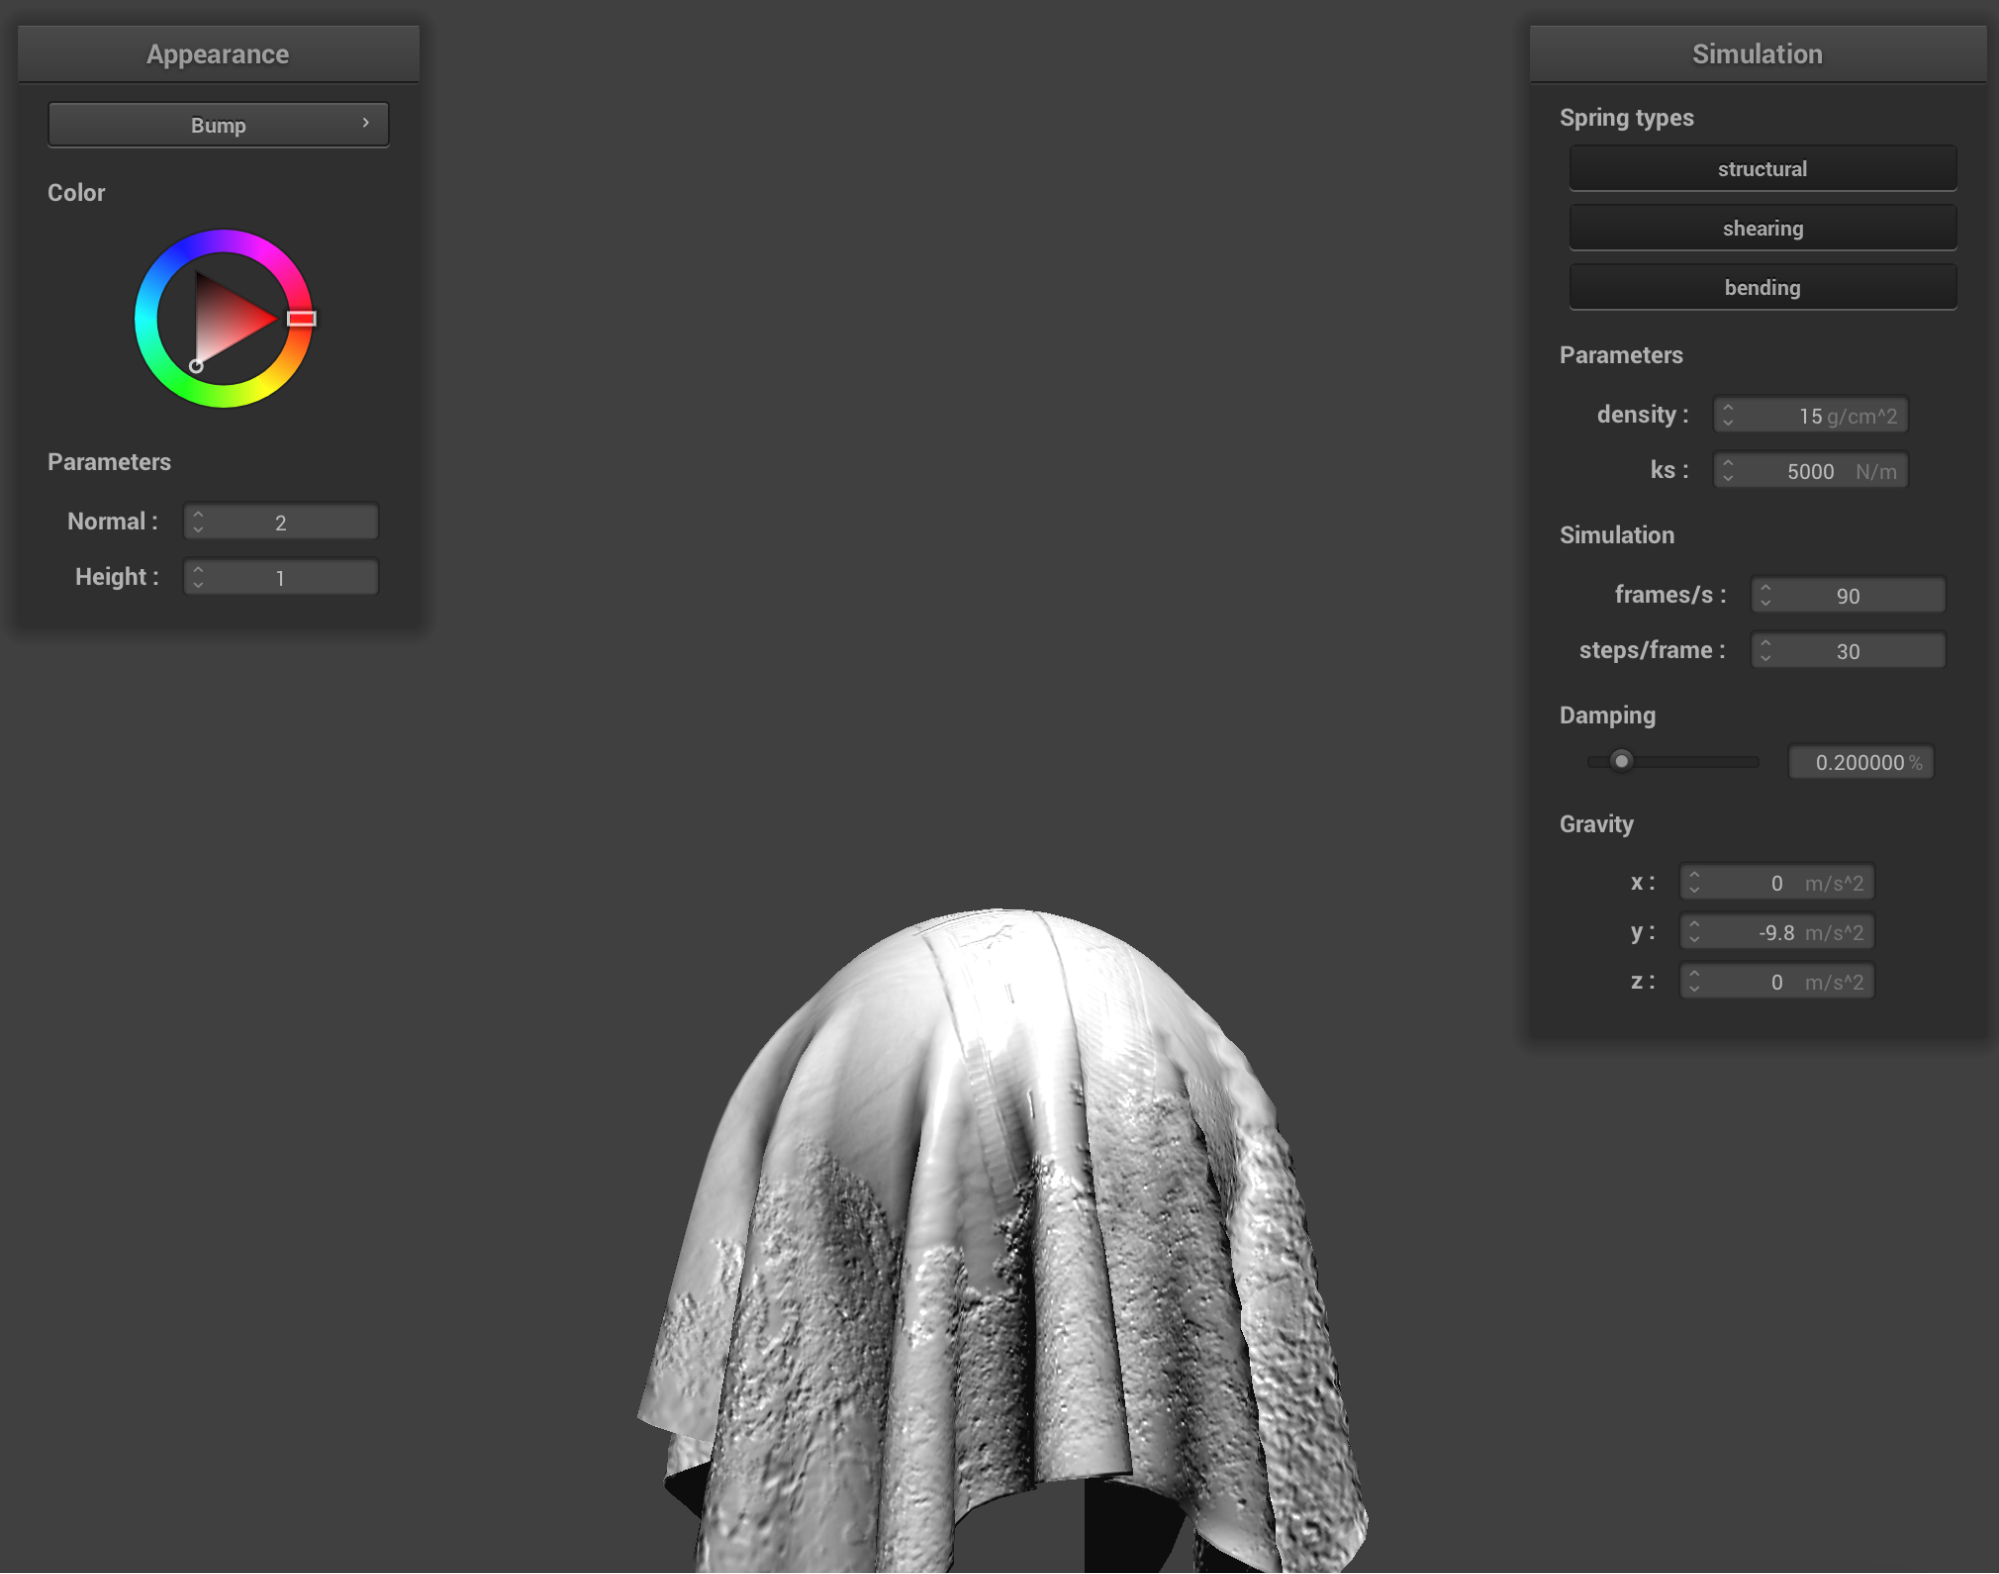 Appearance
Bump
Color
Parameters
Normal : 2
Height : 1
Simulation
Spring types
structural
shearing
bending
Parameters
density : 15 g/cm^2
ks : 5000 N/m
Simulation
frames/s : 90
steps/frame : 30
Damping
0.200000 %
Gravity
x : 0 m/s^2
y : -9.8 m/s^2
z : 0 m/s^2